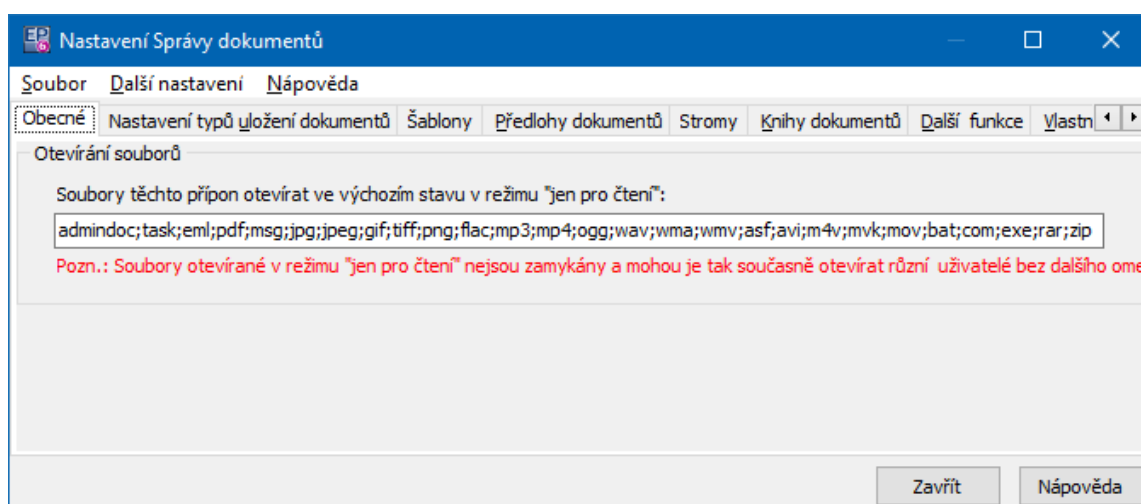 Nastavení Správy dokumentů
Soubor Další nastavení Nápověda
Obecné Nastavení typů uložení dokumentů Šablony Předlohy dokumentů Stromy Knihy dokumentů Další funkce Vlastn
Otevírání souborů
Soubory těchto přípon otevírat ve výchozím stavu v režimu "jen pro čtení":
admindoc;task;eml;pdf;msg;jpg;jpeg;gif;tiff;png;flac;mp3;mp4;ogg;wav;wma;wmv;asf;avi;m4v;mvk;mov;bat;com;exe;rar;zip
Pozn.: Soubory otevírané v režimu "jen pro čtení" nejsou zamykány a mohou je tak současně otevírat různí uživatelé bez dalšího ome
Zavřít Nápověda